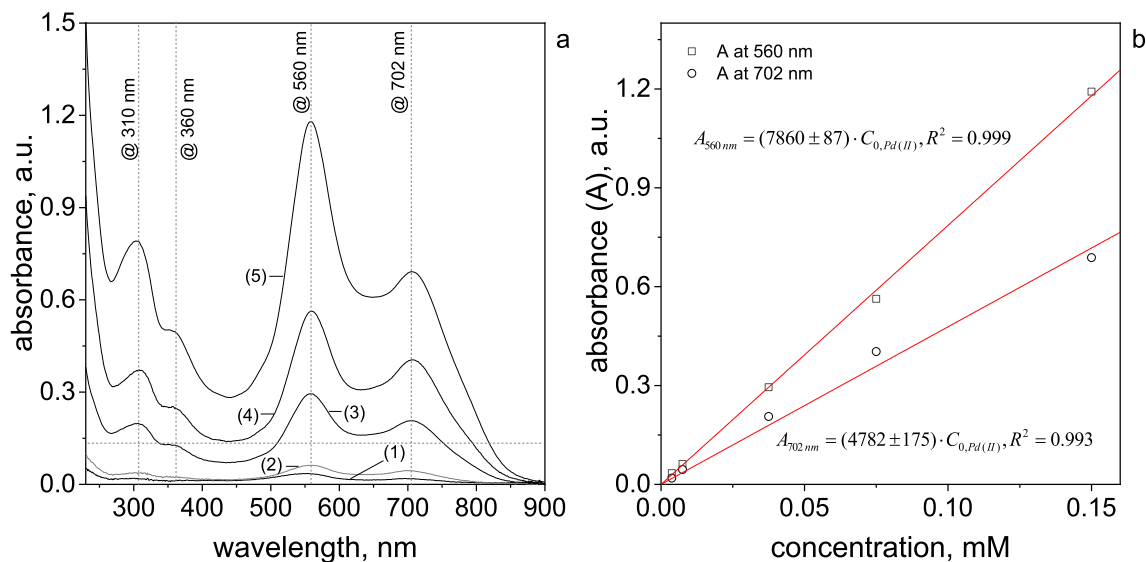 a
1.5
1.2
0.9
0.6
0.3
0.0
absorbance, a.u.
@ 310 nm
@ 360 nm
@ 560 nm
@ 702 nm
(5)
(4)
(3)
(2)
(1)
300 400 500 600 700 800 900
wavelength, nm
b
A at 560 nm
A at 702 nm
1.2
0.9
0.6
0.3
0.0
absorbance (A), a.u.
A560 nm = (7860 ± 87) · C0,Pd(II), R² = 0.999
A702 nm = (4782 ± 175) · C0,Pd(II), R² = 0.993
0.00 0.05 0.10 0.15
concentration, mM